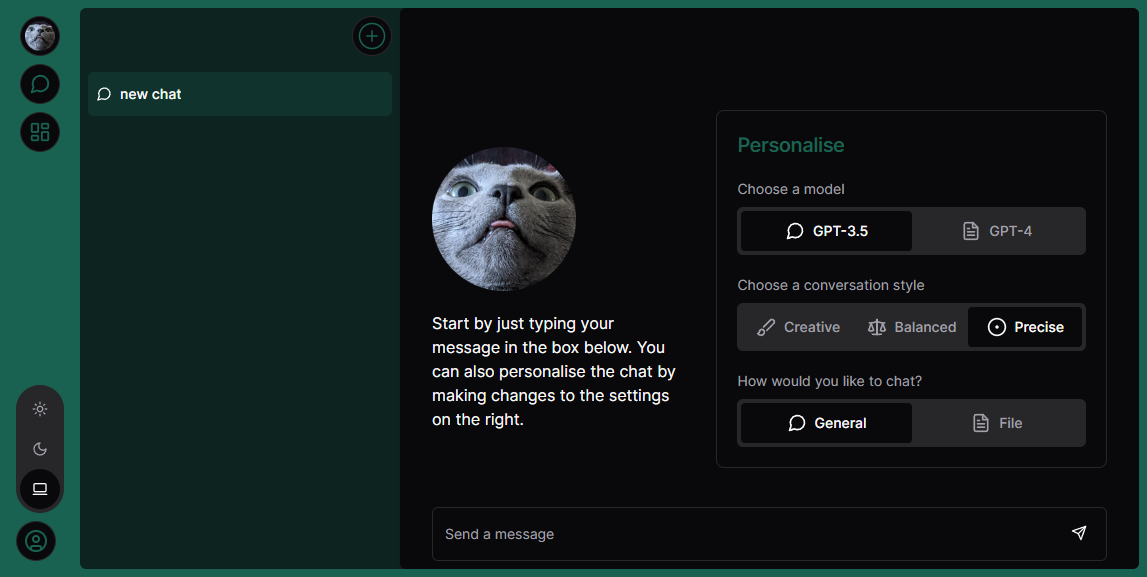 new chat
Start by just typing your
message in the box below. You
can also personalise the chat by
making changes to the settings
on the right.
Personalise
Choose a model
GPT-3.5 GPT-4
Choose a conversation style
Creative Balanced Precise
How would you like to chat?
General File
Send a message